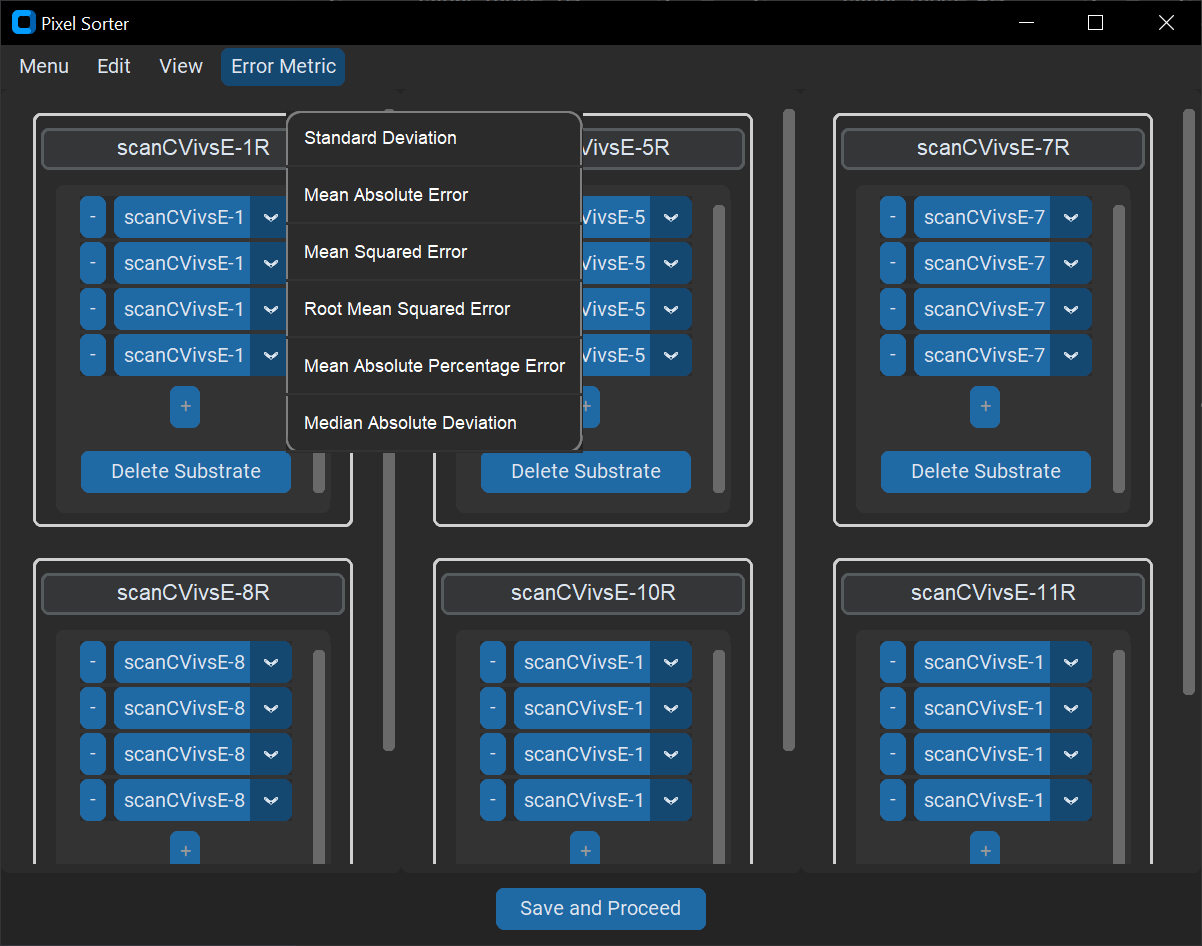 Pixel Sorter
Menu Edit View Error Metric
scanCVivsE-1R
Standard Deviation
Mean Absolute Error
Mean Squared Error
Root Mean Squared Error
Mean Absolute Percentage Error
Median Absolute Deviation
- scanCVivsE-1
- scanCVivsE-1
- scanCVivsE-1
- scanCVivsE-1
+
Delete Substrate
VivsE-5R
VivsE-5
VivsE-5
VivsE-5
VivsE-5
+
Delete Substrate
scanCVivsE-7R
- scanCVivsE-7
- scanCVivsE-7
- scanCVivsE-7
- scanCVivsE-7
+
Delete Substrate
scanCVivsE-8R
- scanCVivsE-8
- scanCVivsE-8
- scanCVivsE-8
- scanCVivsE-8
+
scanCVivsE-10R
- scanCVivsE-1
- scanCVivsE-1
- scanCVivsE-1
- scanCVivsE-1
+
scanCVivsE-11R
- scanCVivsE-1
- scanCVivsE-1
- scanCVivsE-1
- scanCVivsE-1
+
Save and Proceed